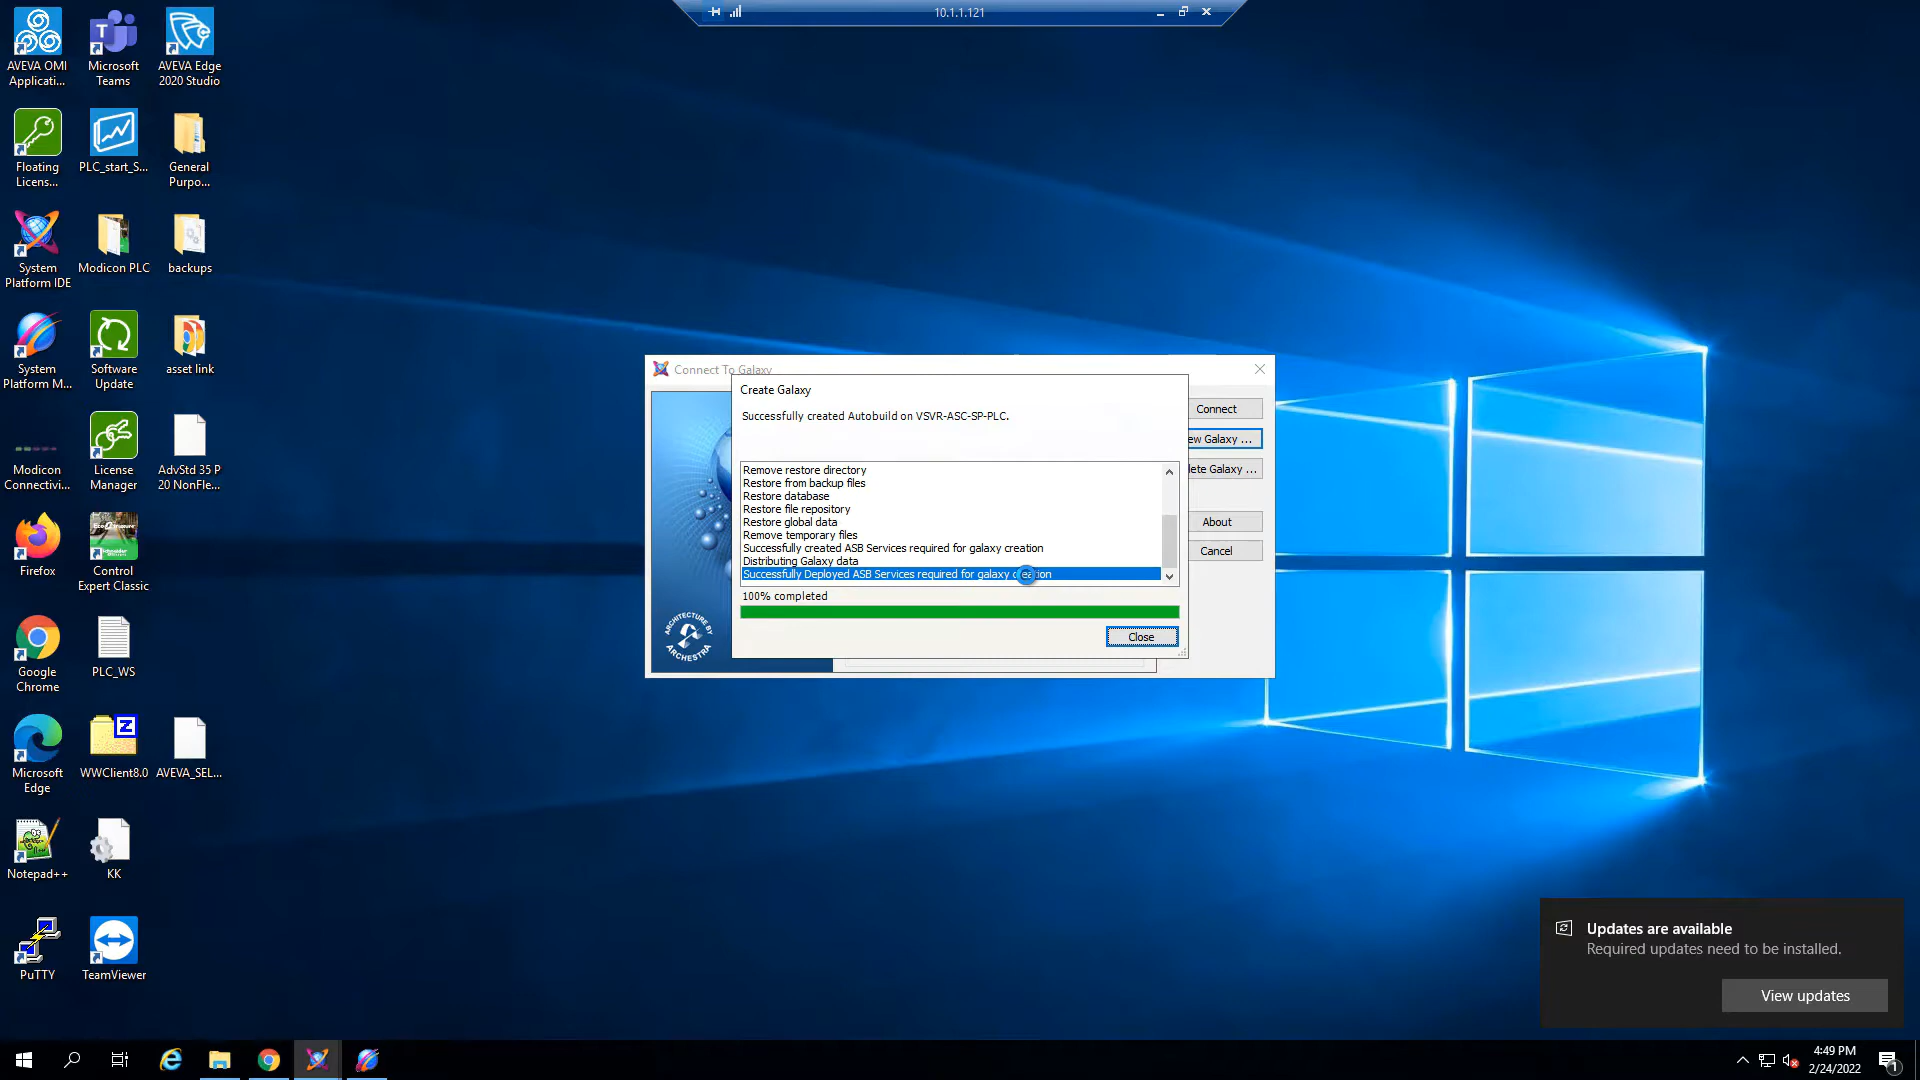 10.1.1.121
AVEVA OMI
Applicati...
Microsoft
Teams
AVEVA Edge
2020 Studio
Floating
Licens...
PLC_start_S...
General
Purpo...
System
Platform IDE
Modicon PLC
backups
System
Platform M...
Software
Update
asset link
Modicon
Connectivi...
License
Manager
AdvStd 35 P
20 NonFle...
Firefox
Control
Expert Classic
Google
Chrome
PLC_WS
Microsoft
Edge
WWClient8.0
AVEVA_SEL...
Notepad++
KK
PuTTY
TeamViewer
Connect To Galaxy
Create Galaxy
Successfully created Autobuild on VSVR-ASC-SP-PLC.
Remove restore directory
Restore from backup files
Restore database
Restore file repository
Restore global data
Remove temporary files
Successfully created ASB Services required for galaxy creation
Distributing Galaxy data
Successfully Deployed ASB Services required for galaxy creation
100% completed
Close
Connect
ew Galaxy ...
lete Galaxy ...
About
Cancel
ARCHITECTURE BY
ARCHESTRA
Updates are available
Required updates need to be installed.
View updates
4:49 PM
2/24/2022
1